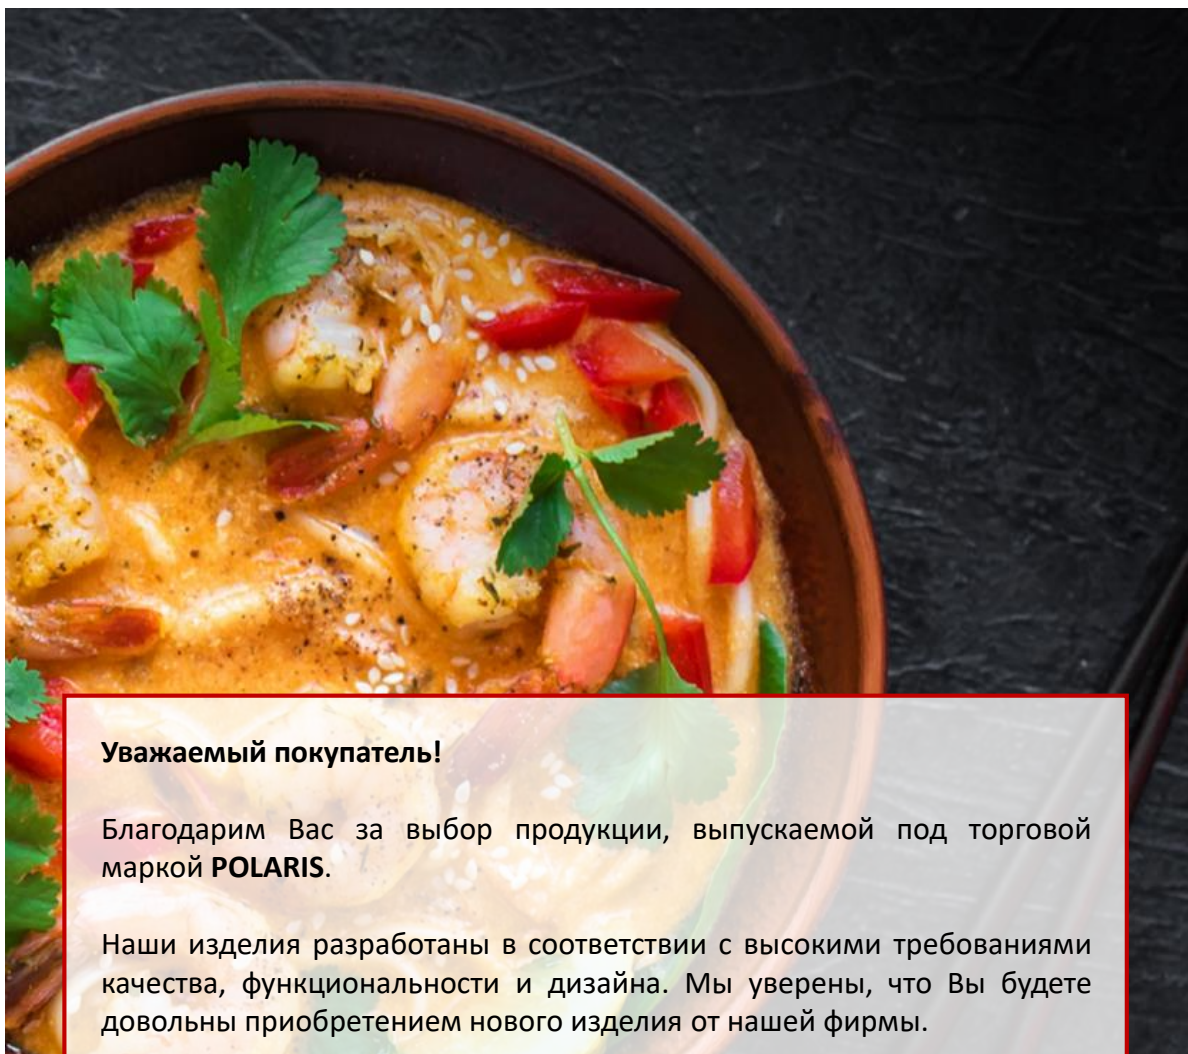 Уважаемый покупатель!
Благодарим Вас за выбор продукции, выпускаемой под торговой
маркой POLARIS.
Наши изделия разработаны в соответствии с высокими требованиями
качества, функциональности и дизайна. Мы уверены, что Вы будете
довольны приобретением нового изделия от нашей фирмы.